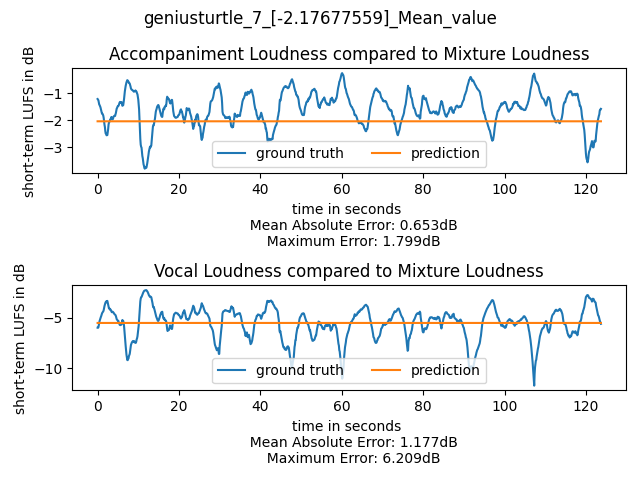 geniusturtle_7_[-2.17677559]_Mean_value
Accompaniment Loudness compared to Mixture Loudness
short-term LUFS in dB
−1
−2
−3
ground truth
prediction
0 20 40 60 80 100 120
time in seconds
Mean Absolute Error: 0.653dB
Maximum Error: 1.799dB
Vocal Loudness compared to Mixture Loudness
short-term LUFS in dB
−5
−10
ground truth
prediction
0 20 40 60 80 100 120
time in seconds
Mean Absolute Error: 1.177dB
Maximum Error: 6.209dB